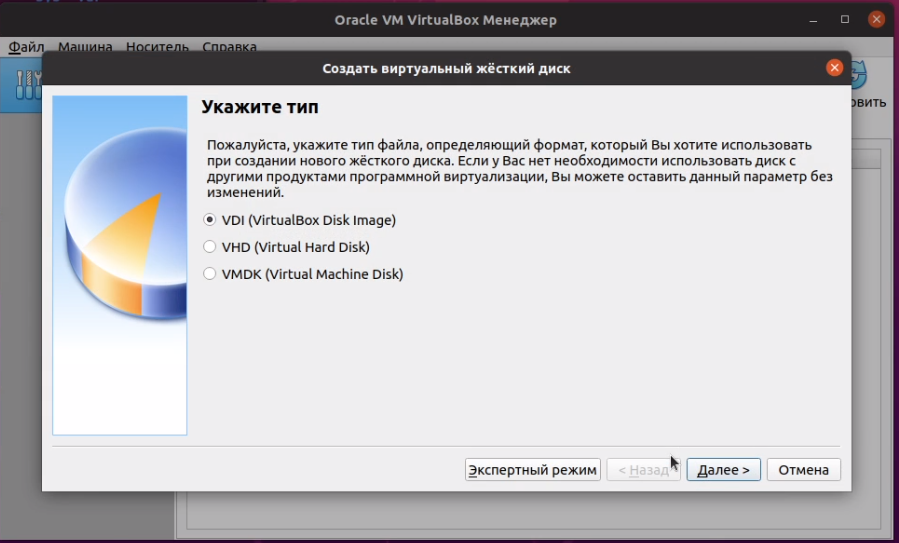 Oracle VM VirtualBox Менеджер
Файл Машина Носитель Справка
Создать виртуальный жёсткий диск
Укажите тип
Пожалуйста, укажите тип файла, определяющий формат, который Вы хотите использовать
при создании нового жёсткого диска. Если у Вас нет необходимости использовать диск с
другими продуктами программной виртуализации, Вы можете оставить данный параметр без
изменений.
VDI (VirtualBox Disk Image)
VHD (Virtual Hard Disk)
VMDK (Virtual Machine Disk)
Экспертный режим
< Назад
Далее >
Отмена